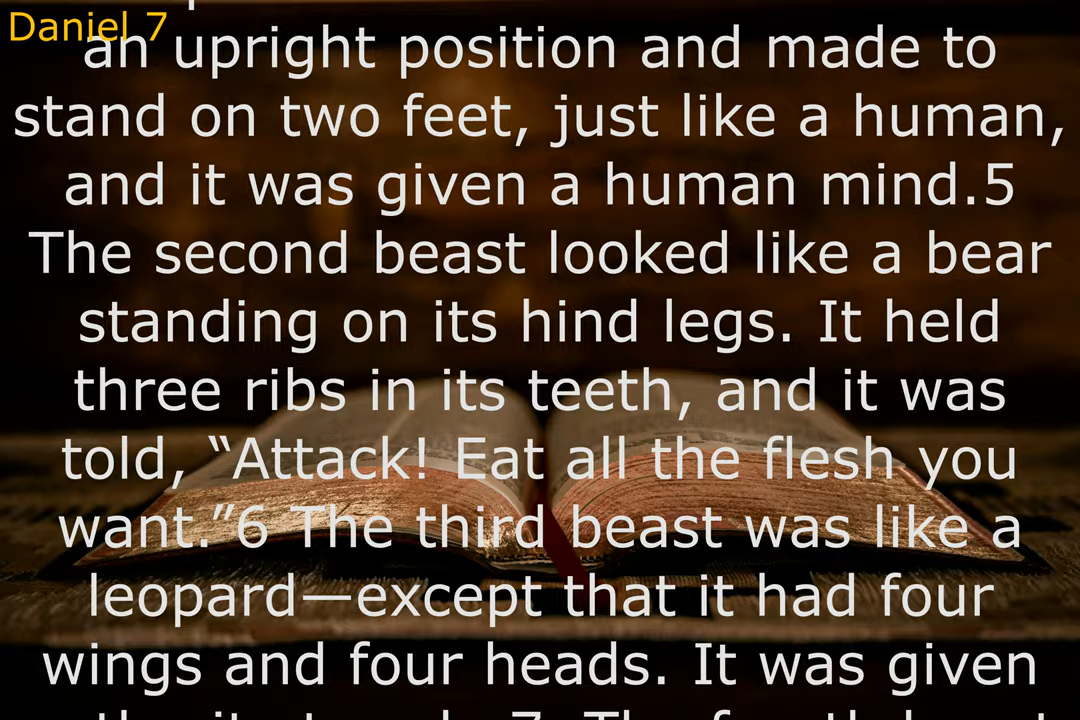 Daniel 7
an upright position and made to
stand on two feet, just like a human,
and it was given a human mind.5
The second beast looked like a bear
standing on its hind legs. It held
three ribs in its teeth, and it was
told, “Attack! Eat all the flesh you
want.”6 The third beast was like a
leopard—except that it had four
wings and four heads. It was given